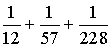 1/12 + 1/57 + 1/228